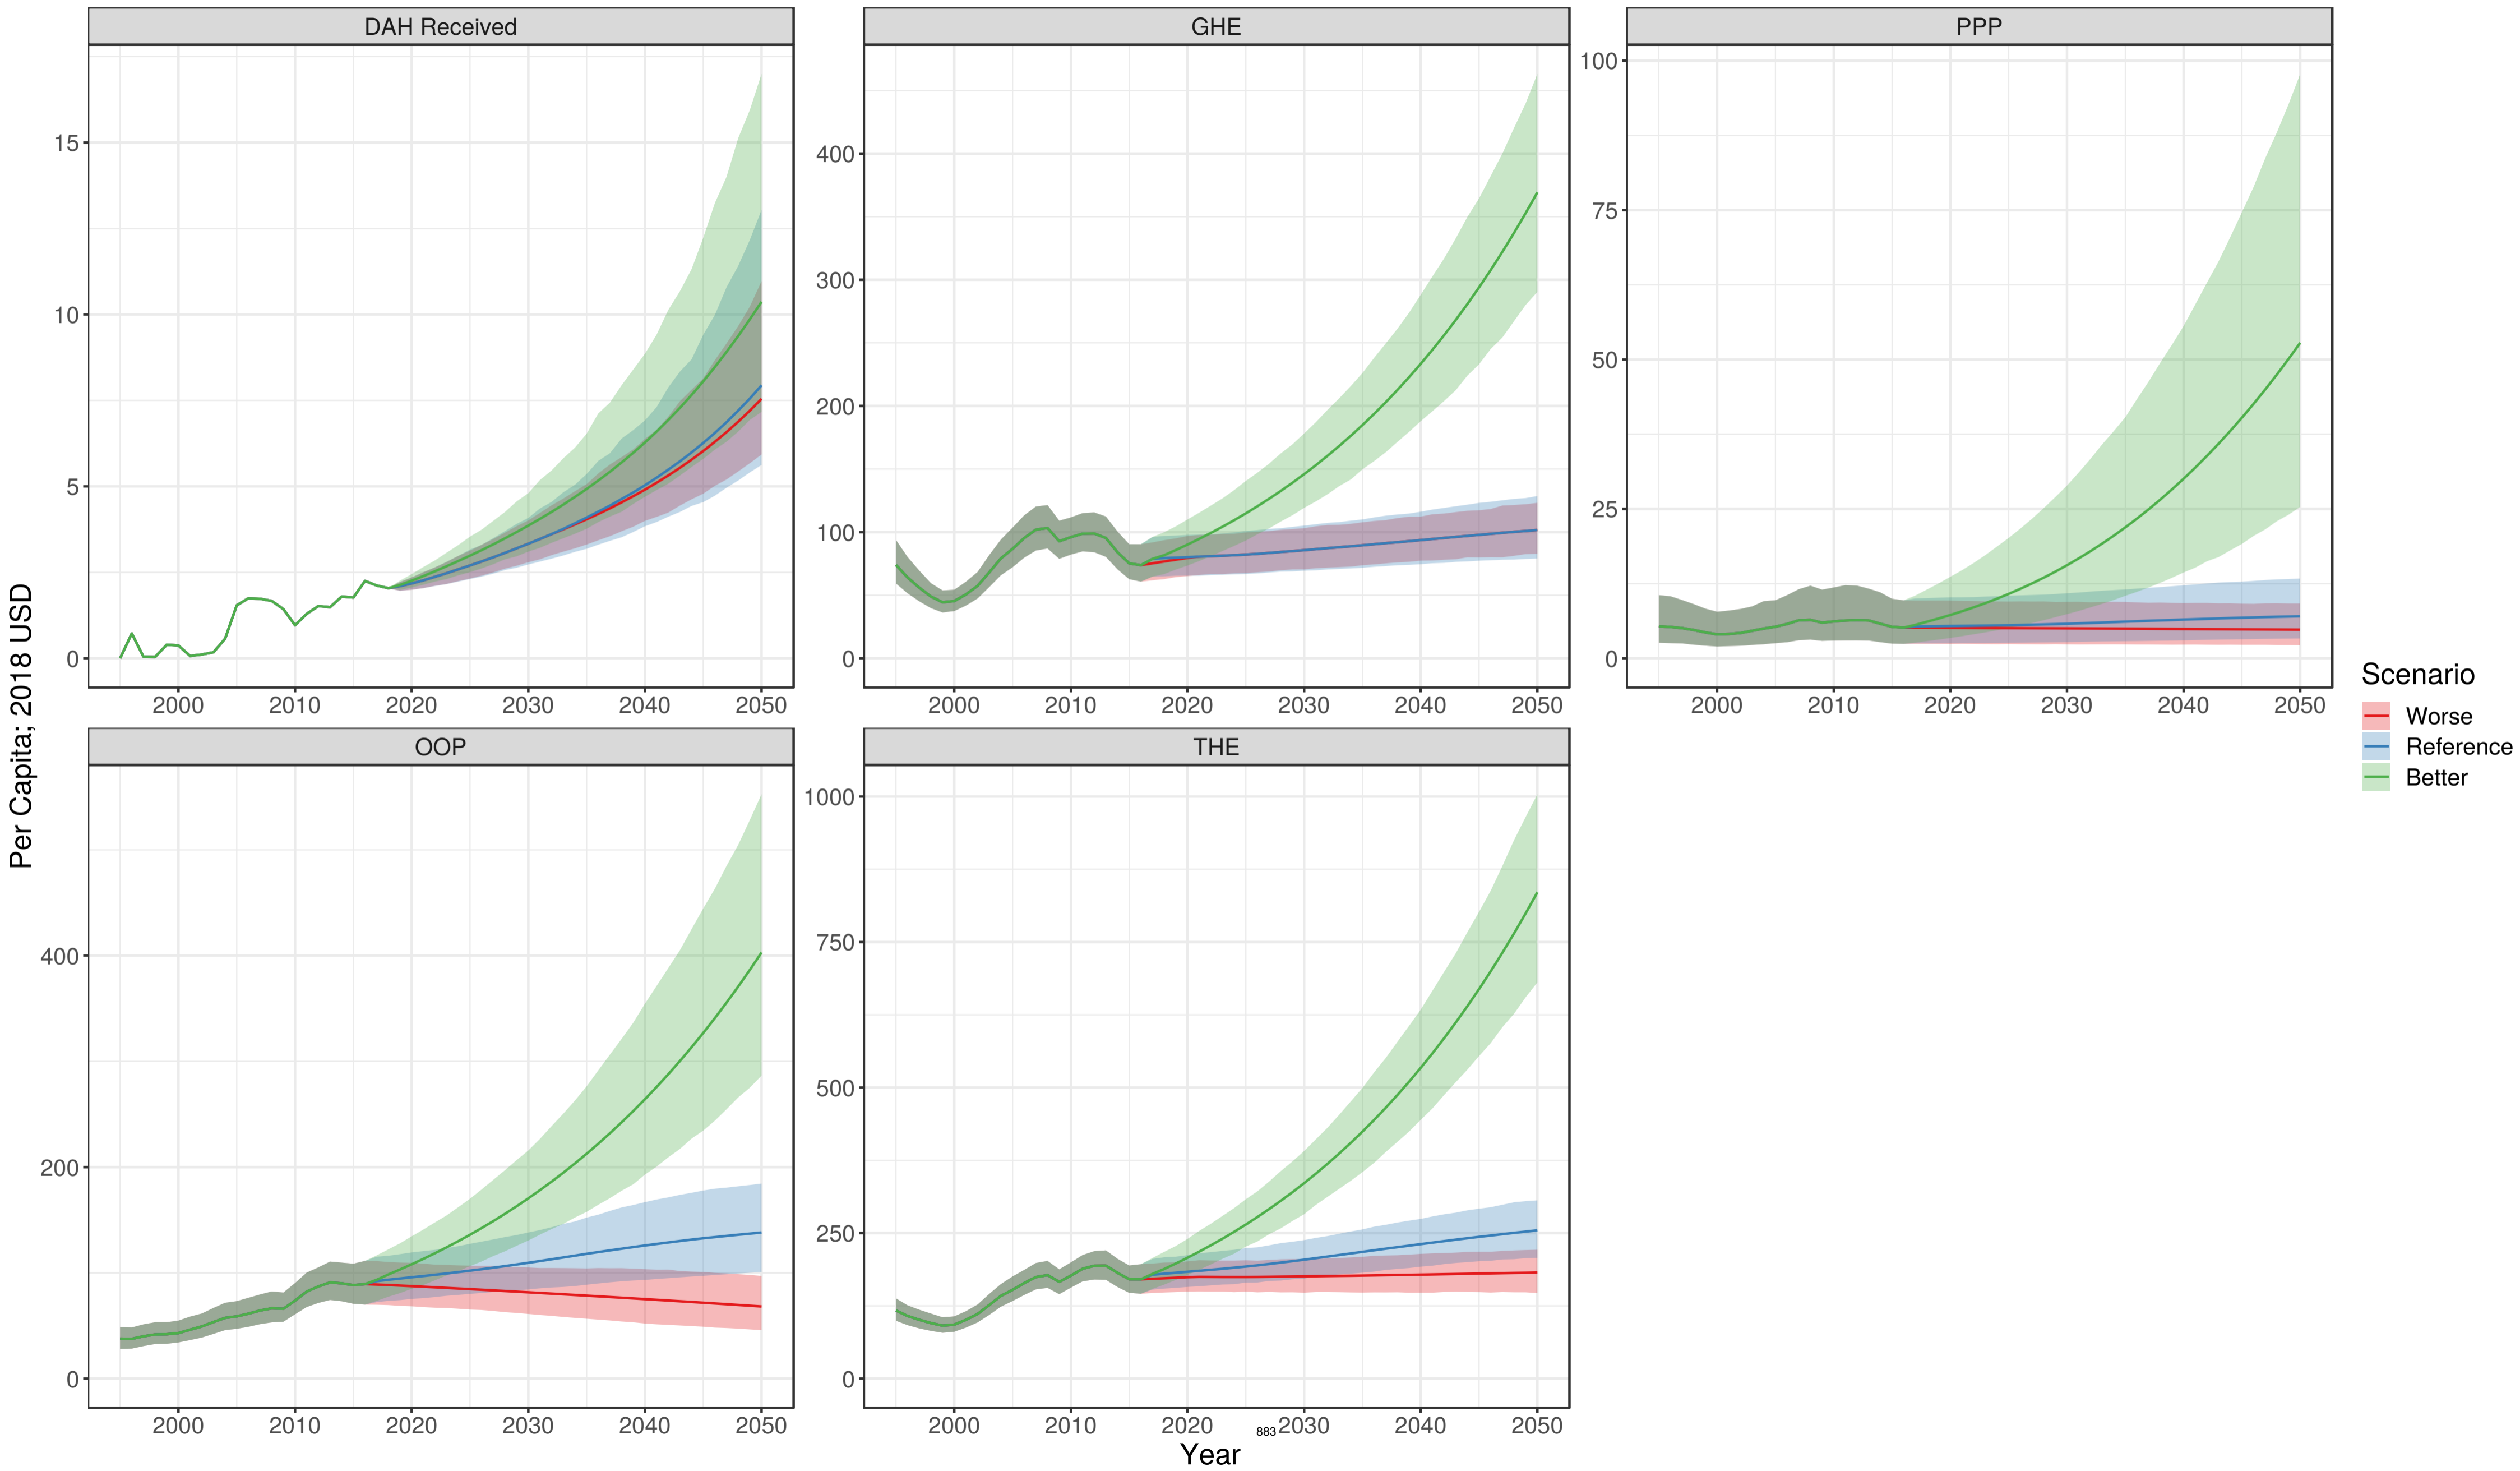 DAH Received
GHE
PPP
15
10
5
0
400
300
200
100
0
100
75
50
25
0
2000 2010 2020 2030 2040 2050
2000 2010 2020 2030 2040 2050
2000 2010 2020 2030 2040 2050
OOP
THE
400
200
0
1000
750
500
250
0
2000 2010 2020 2030 2040 2050
2000 2010 2020 2030 2040 2050
Per Capita; 2018 USD
Year
883
Scenario
Worse
Reference
Better